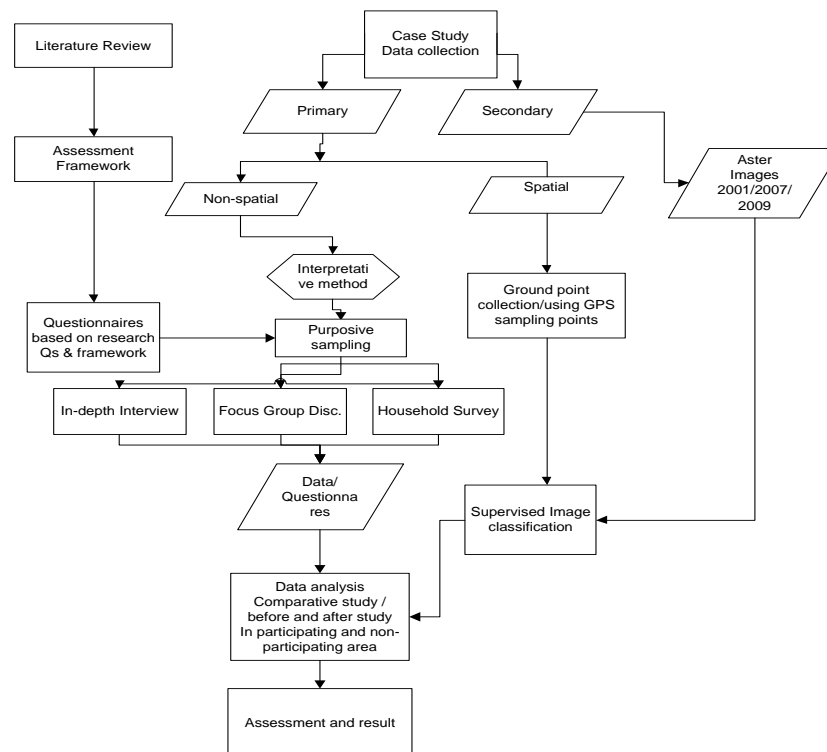 Case Study
Data collection
Literature Review
Primary
Secondary
Assessment
Framework
Aster
Images
2001/2007/
2009
Non-spatial
Spatial
Interpretati
ve method
Ground point
collection/using GPS
sampling points
Questionnaires
based on research
Qs & framework
Purposive
sampling
In-depth Interview
Focus Group Disc.
Household Survey
Data/
Questionna
res
Supervised Image
classification
Data analysis
Comparative study /
before and after study
In participating and non-
participating area
Assessment and result